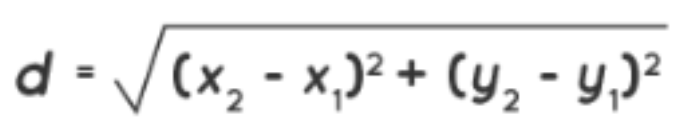 d = √(x₂ - x₁)² + (y₂ - y₁)²